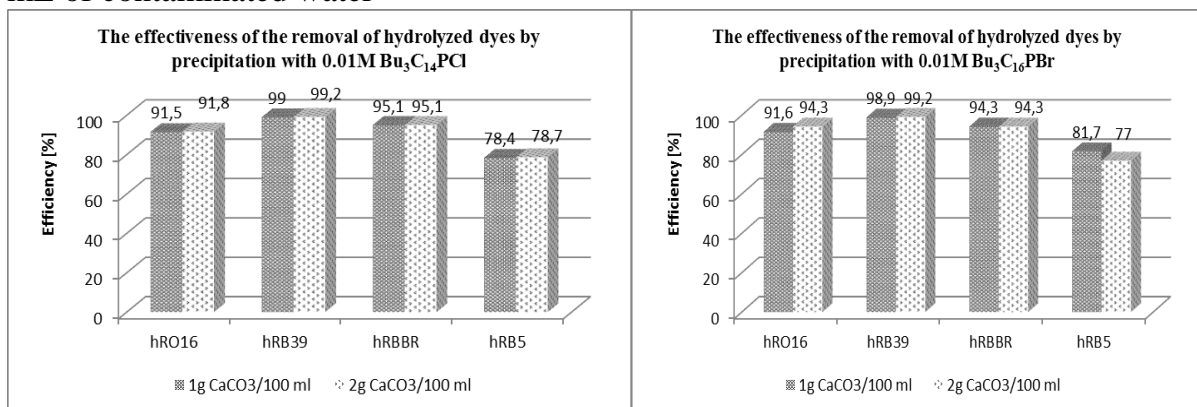 mL of contaminated water
The effectiveness of the removal of hydrolyzed dyes by
precipitation with 0.01M Bu₃C₁₄PCl
91,5 91,8 99 99,2 95,1 95,1 78,4 78,7
Efficiency [%]
100
80
60
40
20
0
hRO16 hRB39 hRBBR hRB5
1g CaCO3/100 ml 2g CaCO3/100 ml
The effectiveness of the removal of hydrolyzed dyes by
precipitation with 0.01M Bu₃C₁₆PBr
91,6 94,3 98,9 99,2 94,3 94,3 81,7 77
Efficiency [%]
100
80
60
40
20
0
hRO16 hRB39 hRBBR hRB5
1g CaCO3/100 ml 2g CaCO3/100 ml